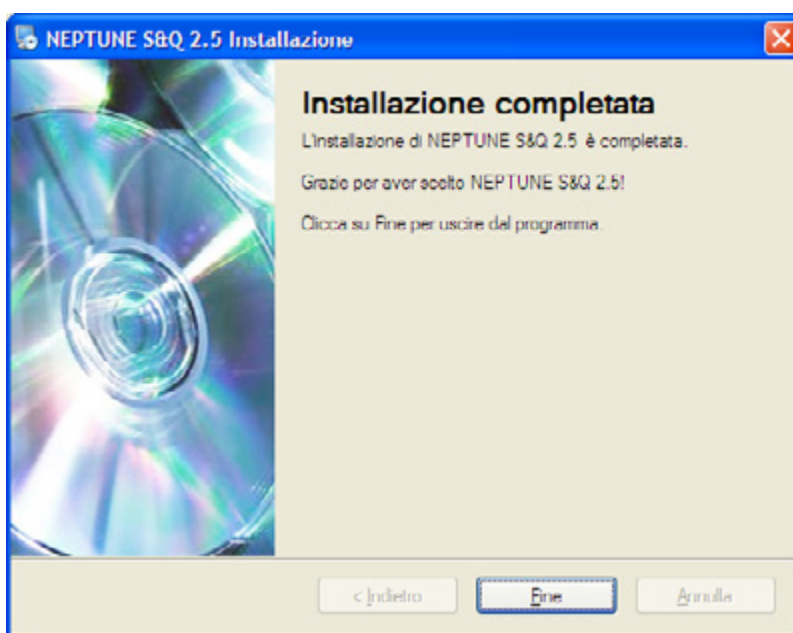 NEPTUNE S&Q 2.5 Installazione
Installazione completata
L'installazione di NEPTUNE S&Q 2.5 è completata.
Grazie per aver scelto NEPTUNE S&Q 2.5!
Clicca su Fine per uscire dal programma.
< Indietro
Fine
Annulla